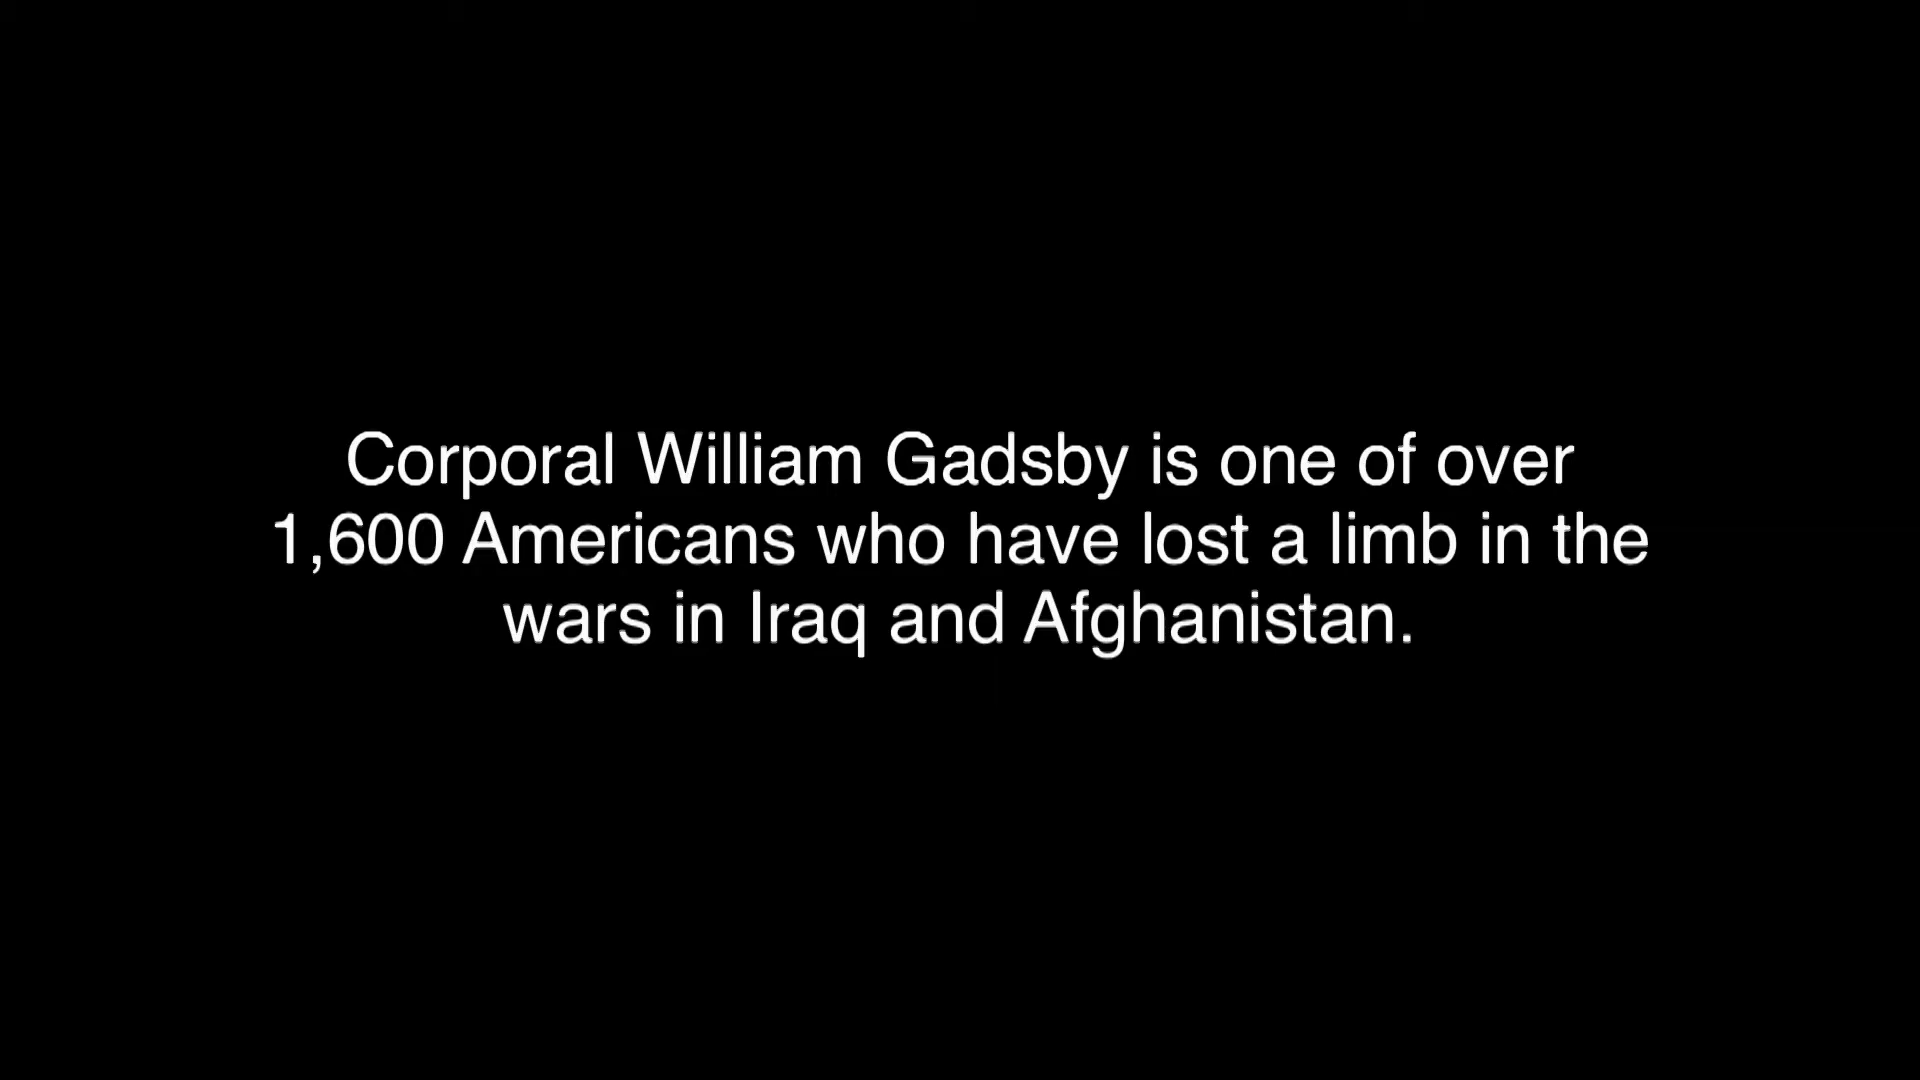 Corporal William Gadsby is one of over
1,600 Americans who have lost a limb in the
wars in Iraq and Afghanistan.